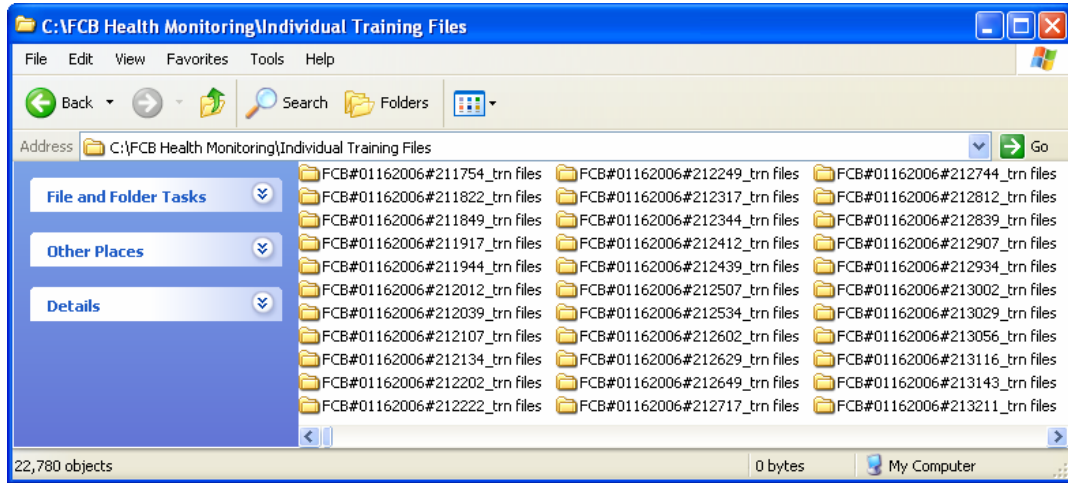 C:\FCB Health Monitoring\Individual Training Files
File Edit View Favorites Tools Help
Back Search Folders
Address C:\FCB Health Monitoring\Individual Training Files Go
File and Folder Tasks
Other Places
Details
FCB#01162006#211754_trn files FCB#01162006#212249_trn files FCB#01162006#212744_trn files
FCB#01162006#211822_trn files FCB#01162006#212317_trn files FCB#01162006#212812_trn files
FCB#01162006#211849_trn files FCB#01162006#212344_trn files FCB#01162006#212839_trn files
FCB#01162006#211917_trn files FCB#01162006#212412_trn files FCB#01162006#212907_trn files
FCB#01162006#211944_trn files FCB#01162006#212439_trn files FCB#01162006#212934_trn files
FCB#01162006#212012_trn files FCB#01162006#212507_trn files FCB#01162006#213002_trn files
FCB#01162006#212039_trn files FCB#01162006#212534_trn files FCB#01162006#213029_trn files
FCB#01162006#212107_trn files FCB#01162006#212602_trn files FCB#01162006#213056_trn files
FCB#01162006#212134_trn files FCB#01162006#212629_trn files FCB#01162006#213116_trn files
FCB#01162006#212202_trn files FCB#01162006#212649_trn files FCB#01162006#213143_trn files
FCB#01162006#212222_trn files FCB#01162006#212717_trn files FCB#01162006#213211_trn files
22,780 objects 0 bytes My Computer